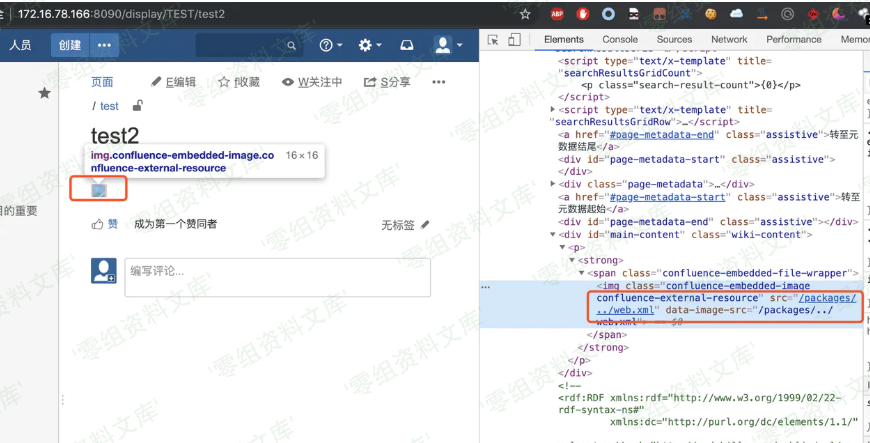 172.16.78.166:8090/display/TEST/test2
人员
创建
页面
E编辑
f收藏
W关注中
S分享
/ test
test2
img.confluence-embedded-image.co
nfluence-external-resource
16 × 16
目的重要
赞
成为第一个赞同者
无标签
编写评论...
Elements
Console
Sources
Network
Performance
Memor
<script type="text/x-template" title=
"searchResultsGridCount">
<p class="search-result-count">{0}</p>
</script>
<script type="text/x-template" title=
"searchResultsGridRow">…</script>
<a href="#page-metadata-end" class="assistive">转至元
数据结尾</a>
<div id="page-metadata-start" class="assistive">
</div>
<div class="page-metadata">…</div>
<a href="#page-metadata-start" class="assistive">转至
元数据起始</a>
<div id="page-metadata-end" class="assistive"></div>
<div id="main-content" class="wiki-content">
<p>
<strong>
<span class="confluence-embedded-file-wrapper">
<img class="confluence-embedded-image
confluence-external-resource" src="/packages/
../web.xml" data-image-src="/packages/../
web.xml"> == $0
</span>
</strong>
</p>
</div>
<!--
<rdf:RDF xmlns:rdf="http://www.w3.org/1999/02/22-
rdf-syntax-ns#"
xmlns:dc="http://purl.org/dc/elements/1.1/"
零组资料文库